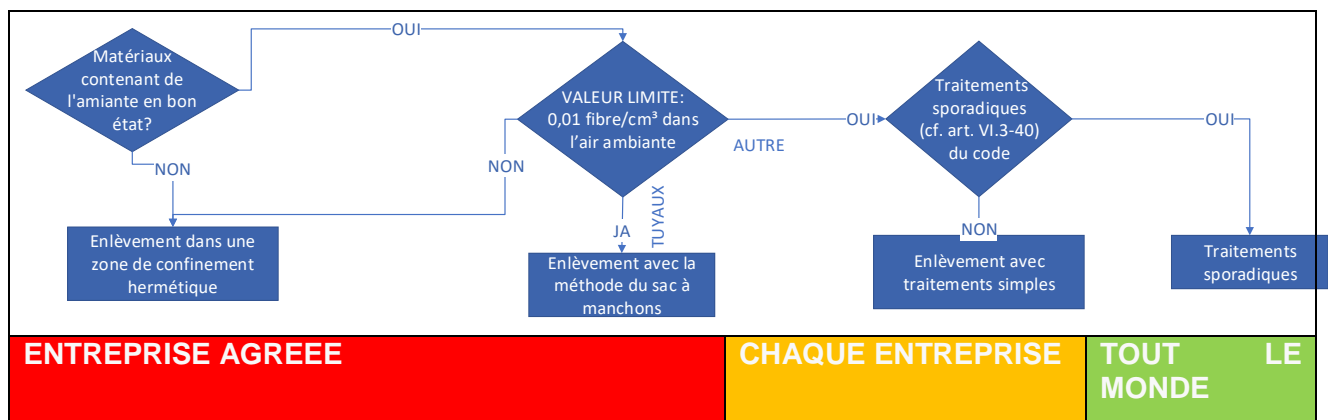 Matériaux
contenant de
l'amiante en bon
état?
OUI
NON
Enlèvement dans une
zone de confinement
hermétique
VALEUR LIMITE:
0,01 fibre/cm³ dans
l’air ambiante
NON
JA
TUYAUX
AUTRE
OUI
Enlèvement avec la
méthode du sac à
manchons
Traitements
sporadiques
(cf. art. VI.3-40)
du code
NON
OUI
Enlèvement avec
traitements simples
Traitements
sporadiques
ENTREPRISE AGREEE
CHAQUE ENTREPRISE
TOUT LE
MONDE